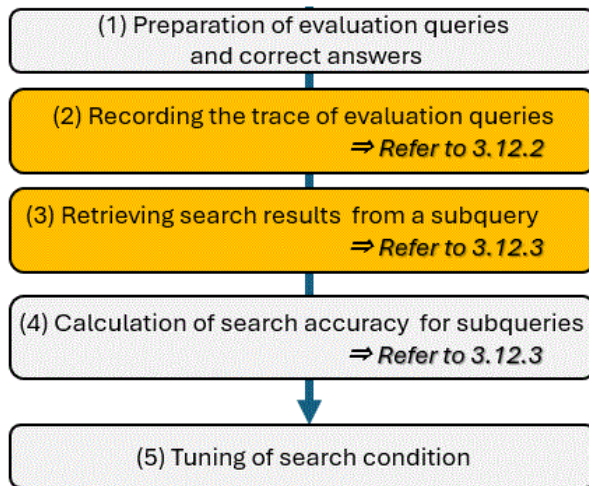 (1) Preparation of evaluation queries
and correct answers
(2) Recording the trace of evaluation queries
⇒ Refer to 3.12.2
(3) Retrieving search results from a subquery
⇒ Refer to 3.12.3
(4) Calculation of search accuracy for subqueries
⇒ Refer to 3.12.3
(5) Tuning of search condition